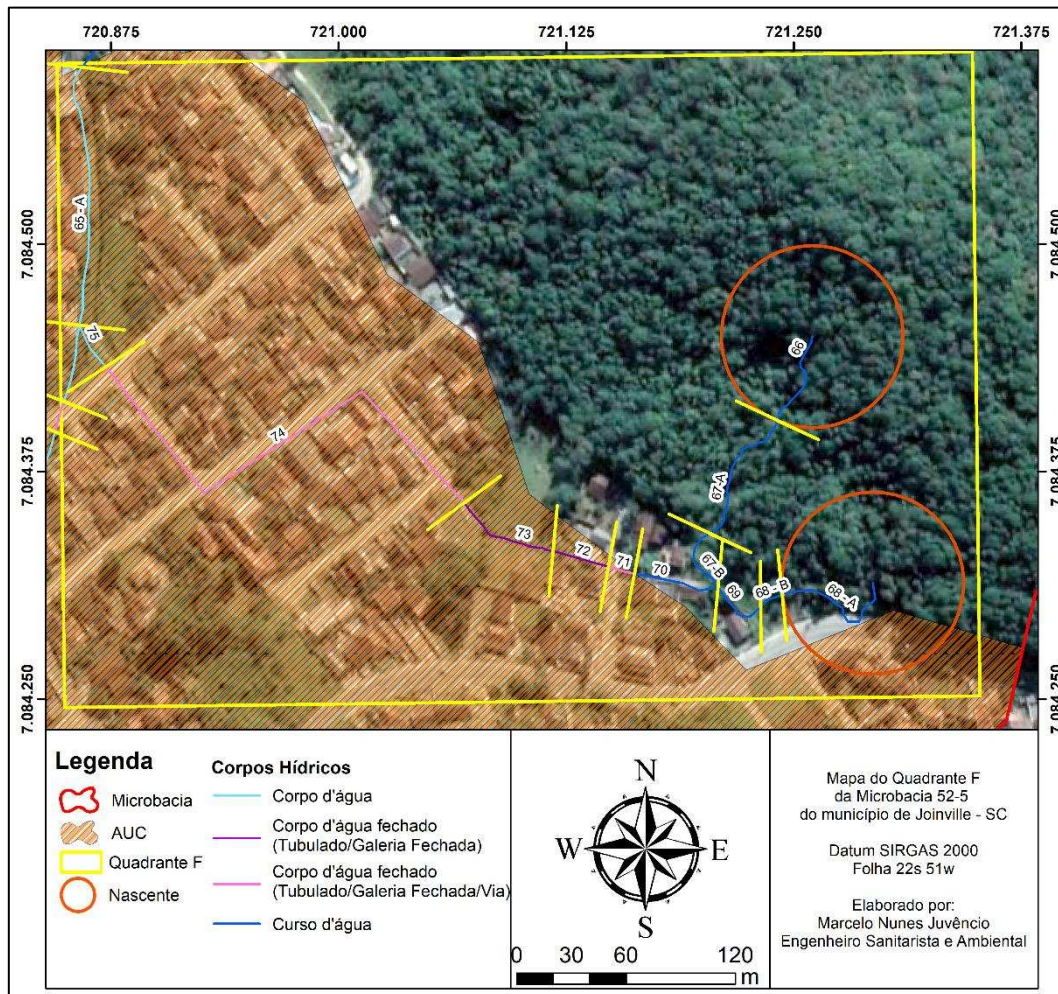 720.875
721.000
721.125
721.250
721.375
7.084.500
7.084.500
7.084.375
7.084.375
7.084.250
7.084.250
65 - A
75
74
66
67-A
73
72
71
70
67-B
69
68 - B
68 - A
Legenda
Microbacia
AUC
Quadrante F
Nascente
Corpos Hídricos
Corpo d'água
Corpo d'água fechado
(Tubulado/Galeria Fechada)
Corpo d'água fechado
(Tubulado/Galeria Fechada/Via)
Curso d'água
N
W
E
S
0 30 60 120
m
Mapa do Quadrante F
da Microbacia 52-5
do município de Joinville - SC
Datum SIRGAS 2000
Folha 22s 51w
Elaborado por:
Marcelo Nunes Juvêncio
Engenheiro Sanitarista e Ambiental